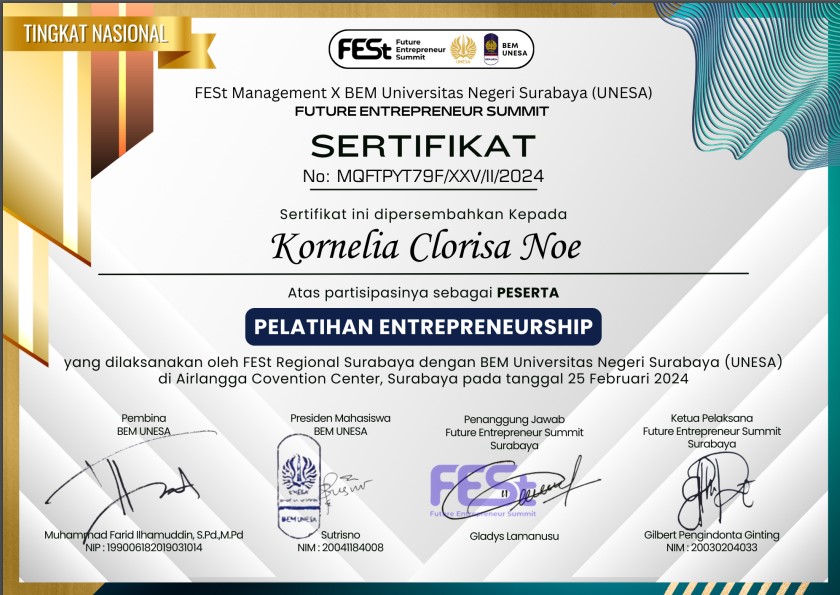 TINGKAT NASIONAL
FESt Future Entrepreneur Summit UNESA BEM UNESA
FESt Management X BEM Universitas Negeri Surabaya (UNESA)
FUTURE ENTREPRENEUR SUMMIT
SERTIFIKAT
No: MQFTPYT79F/XXV/II/2024
Sertifikat ini dipersembahkan Kepada
Kornelia Clorisa Noe
Atas partisipasinya sebagai PESERTA
PELATIHAN ENTREPRENEURSHIP
yang dilaksanakan oleh FESt Regional Surabaya dengan BEM Universitas Negeri Surabaya (UNESA)
di Airlangga Covention Center, Surabaya pada tanggal 25 Februari 2024
Pembina
BEM UNESA
Muhammad Farid Ilhamuddin, S.Pd.,M.Pd
NIP : 199006182019031014
Presiden Mahasiswa
BEM UNESA
UNESA
BEM UNESA
Sutrisno
NIM : 20041184008
Penanggung Jawab
Future Entrepreneur Summit
Surabaya
FESt
Future Entrepreneur Summit
Gladys Lamanusu
Ketua Pelaksana
Future Entrepreneur Summit
Surabaya
Gilbert Pengindonta Ginting
NIM : 20030204033